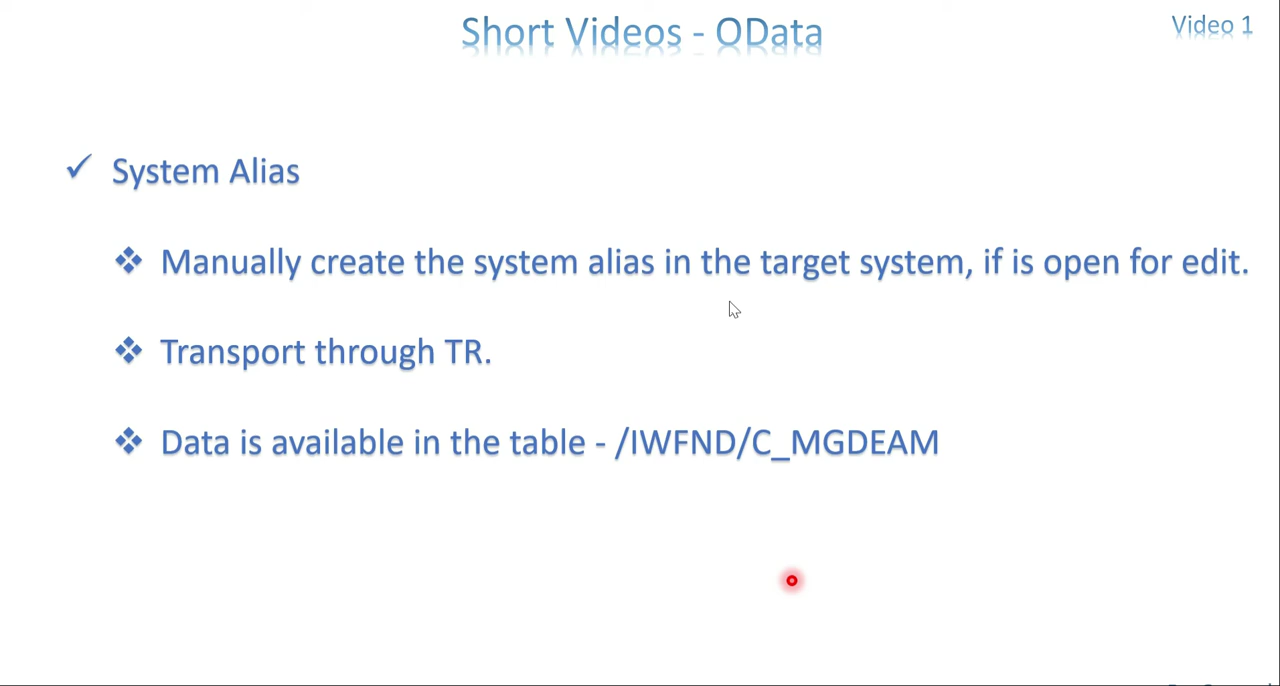 Short Videos - OData
Video 1
✓ System Alias
❖ Manually create the system alias in the target system, if is open for edit.
❖ Transport through TR.
❖ Data is available in the table - /IWFND/C_MGDEAM